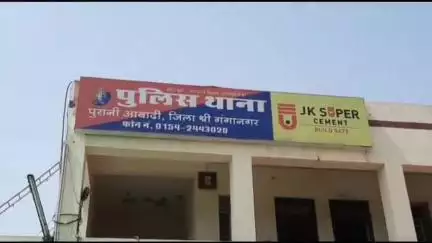 पुलिस थाना
पुरानी आबादी, जिला श्री गंगानगर
फोन नं. 0154-2443029
JK SUPER
CEMENT
BUILD SAFE